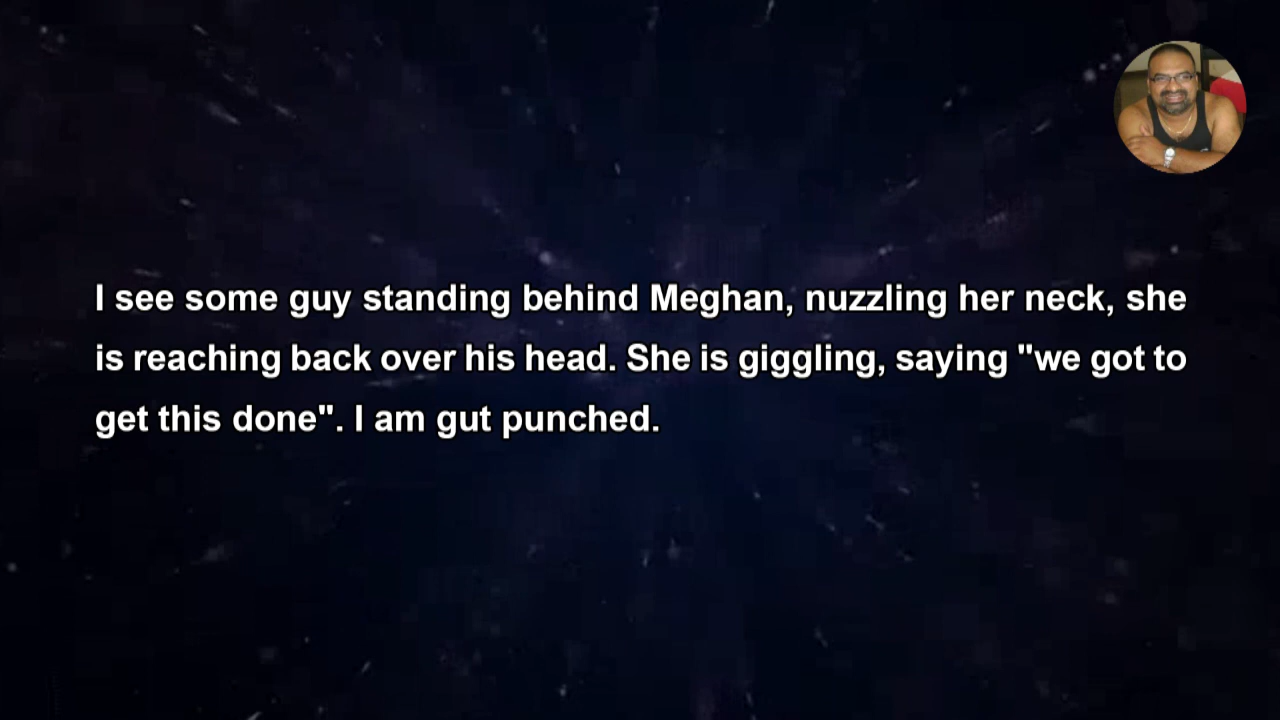 I see some guy standing behind Meghan, nuzzling her neck, she
is reaching back over his head. She is giggling, saying "we got to
get this done". I am gut punched.